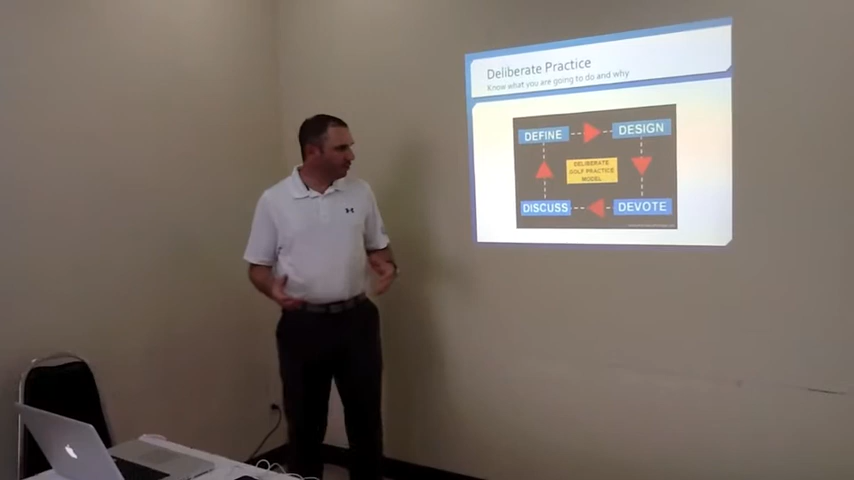 Deliberate Practice
Know what you are going to do and why
DEFINE
DESIGN
DELIBERATE
GOLF PRACTICE
MODEL
DISCUSS
DEVOTE